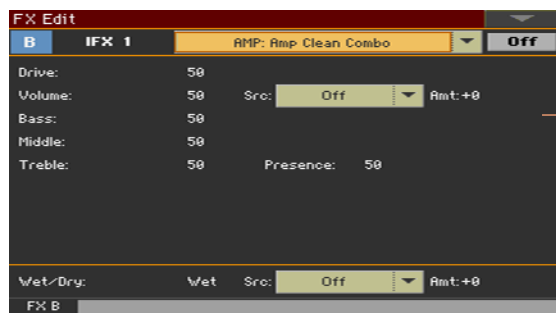 FX Edit
B IFX 1 AMP: Amp Clean Combo Off
Drive: 50
Volume: 50 Src: Off Amt:+0
Bass: 50
Middle: 50
Treble: 50 Presence: 50
Wet/Dry: Wet Src: Off Amt:+0
FX B